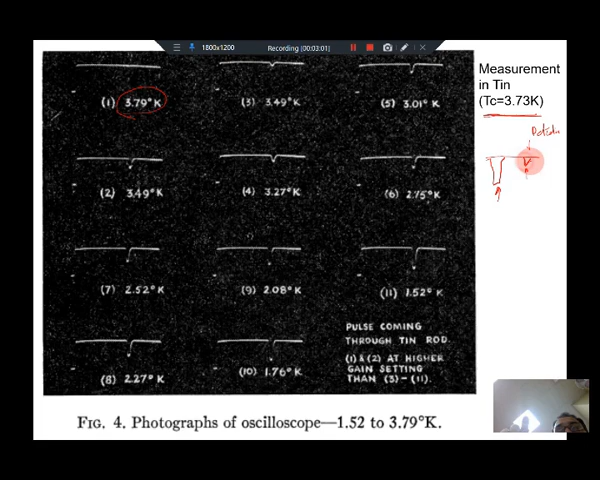 1800x1200
Recording [00:03:01]
(1) 3.79°K
(3) 3.49°K
(5) 3.01°K
(2) 3.49°K
(4) 3.27°K
(6) 2.75°K
(7) 2.52°K
(9) 2.08°K
(11) 1.52°K
(8) 2.27°K
(10) 1.76°K
PULSE COMING
THROUGH TIN ROD.
(1) & (2) AT HIGHER
GAIN SETTING
THAN (3)-(11).
FIG. 4. Photographs of oscilloscope—1.52 to 3.79°K.
Measurement
in Tin
(Tc=3.73K)